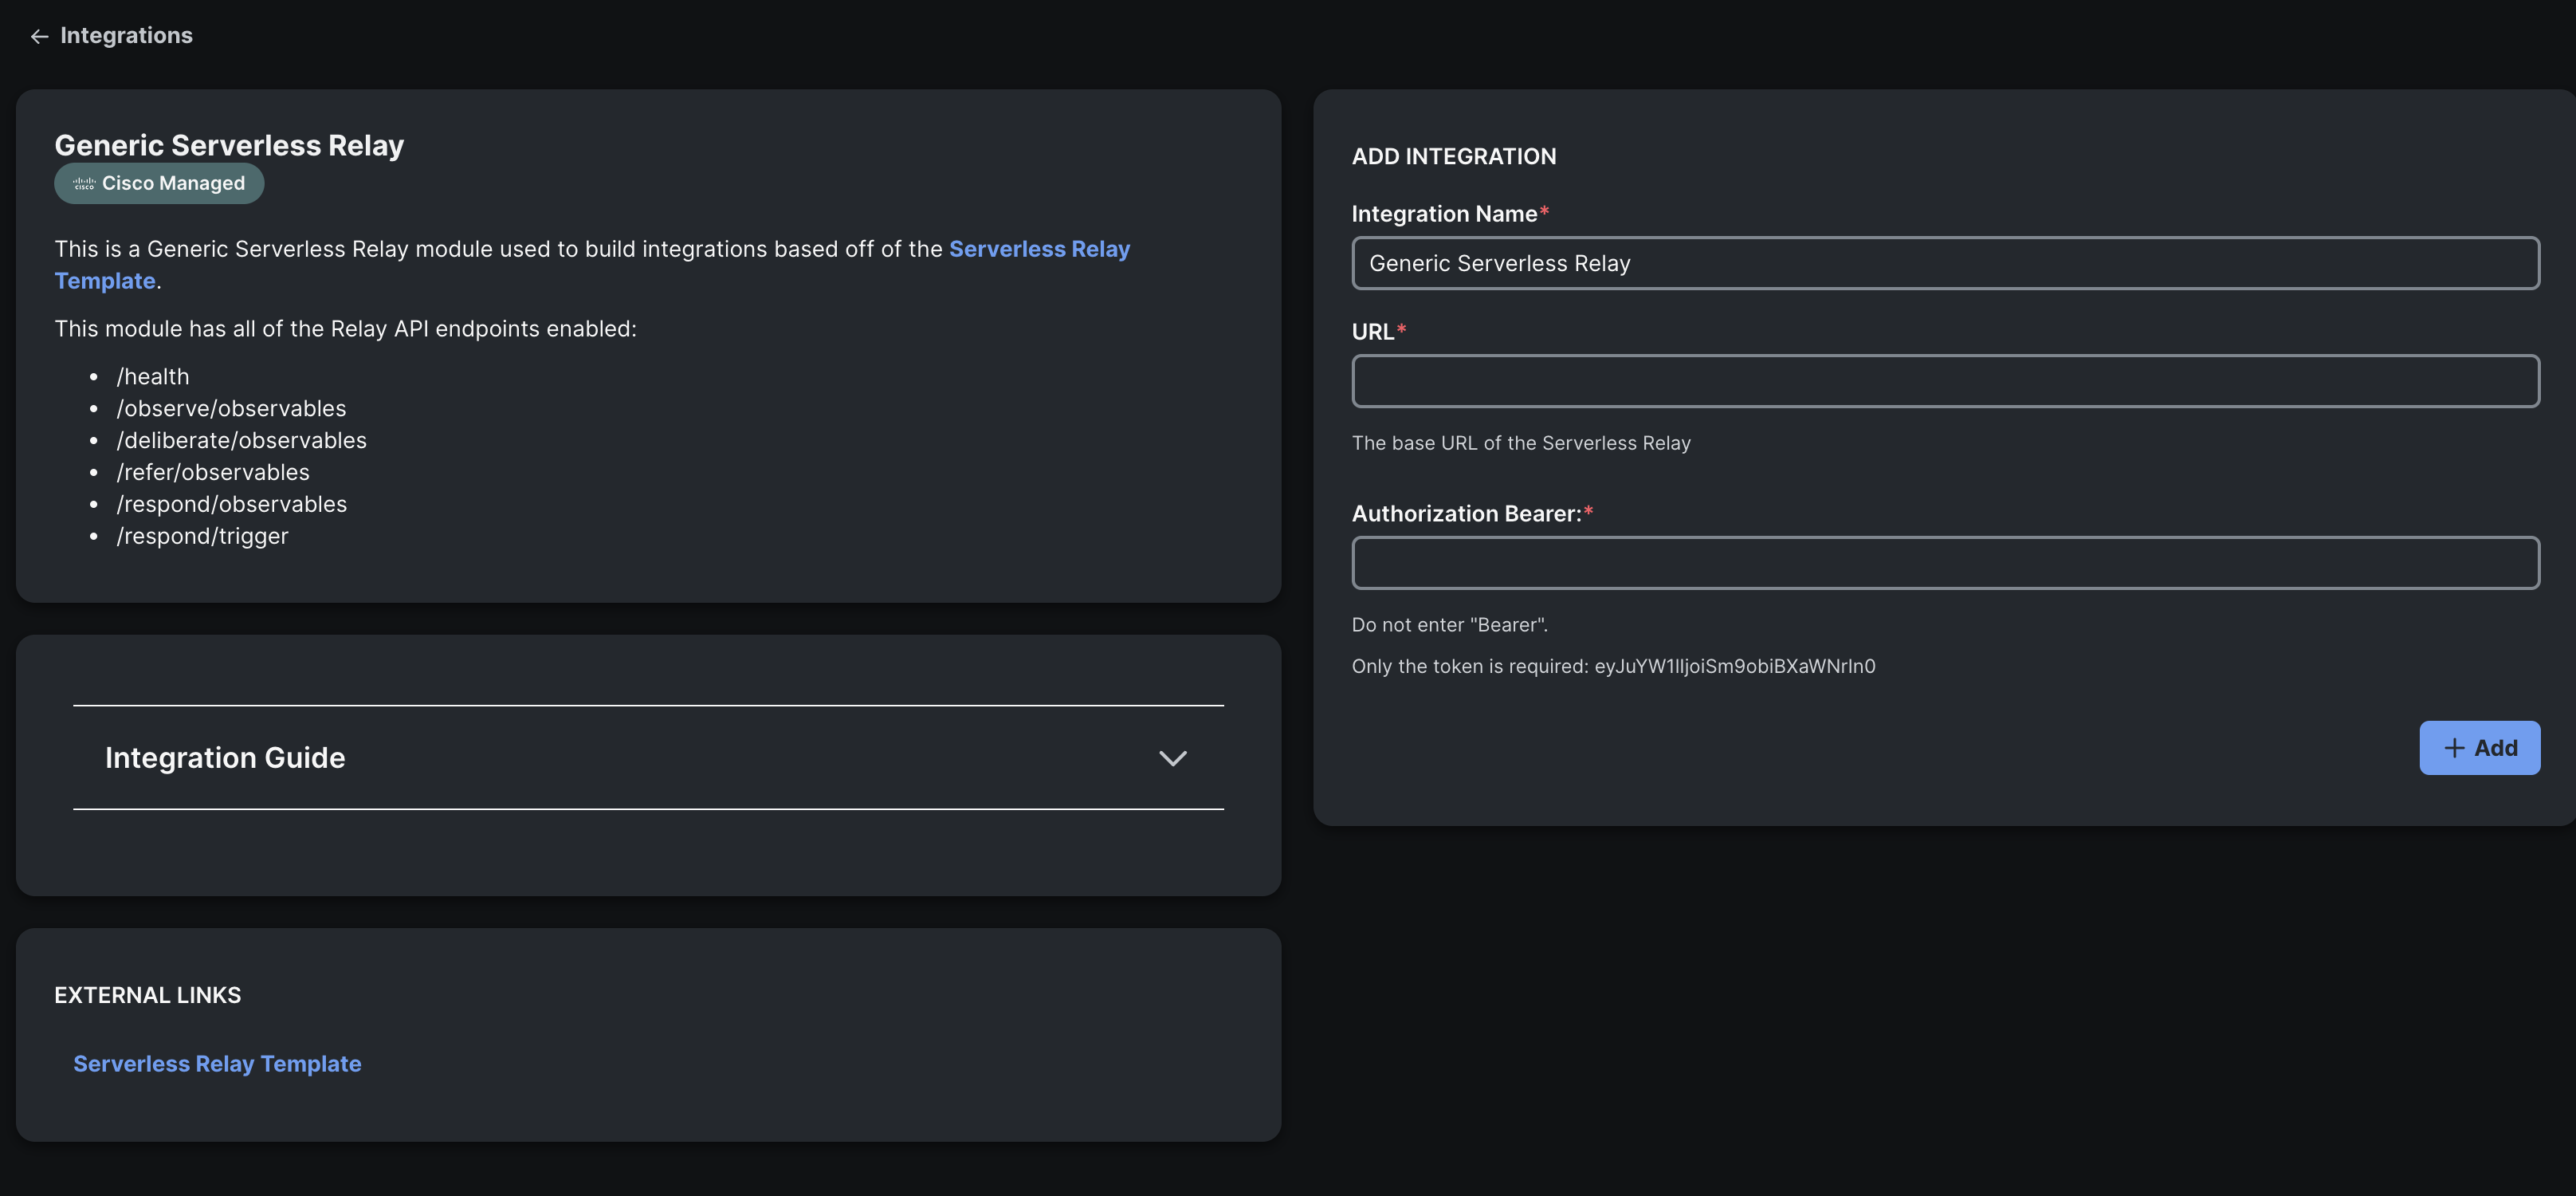 Integrations
Generic Serverless Relay
CISCO Cisco Managed
This is a Generic Serverless Relay module used to build integrations based off of the Serverless Relay
Template.
This module has all of the Relay API endpoints enabled:
• /health
• /observe/observables
• /deliberate/observables
• /refer/observables
• /respond/observables
• /respond/trigger
Integration Guide
EXTERNAL LINKS
Serverless Relay Template
ADD INTEGRATION
Integration Name*
Generic Serverless Relay
URL*
The base URL of the Serverless Relay
Authorization Bearer:*
Do not enter "Bearer".
Only the token is required: eyJuYW1lIjoiSm9obiBXaWNrIn0
+ Add